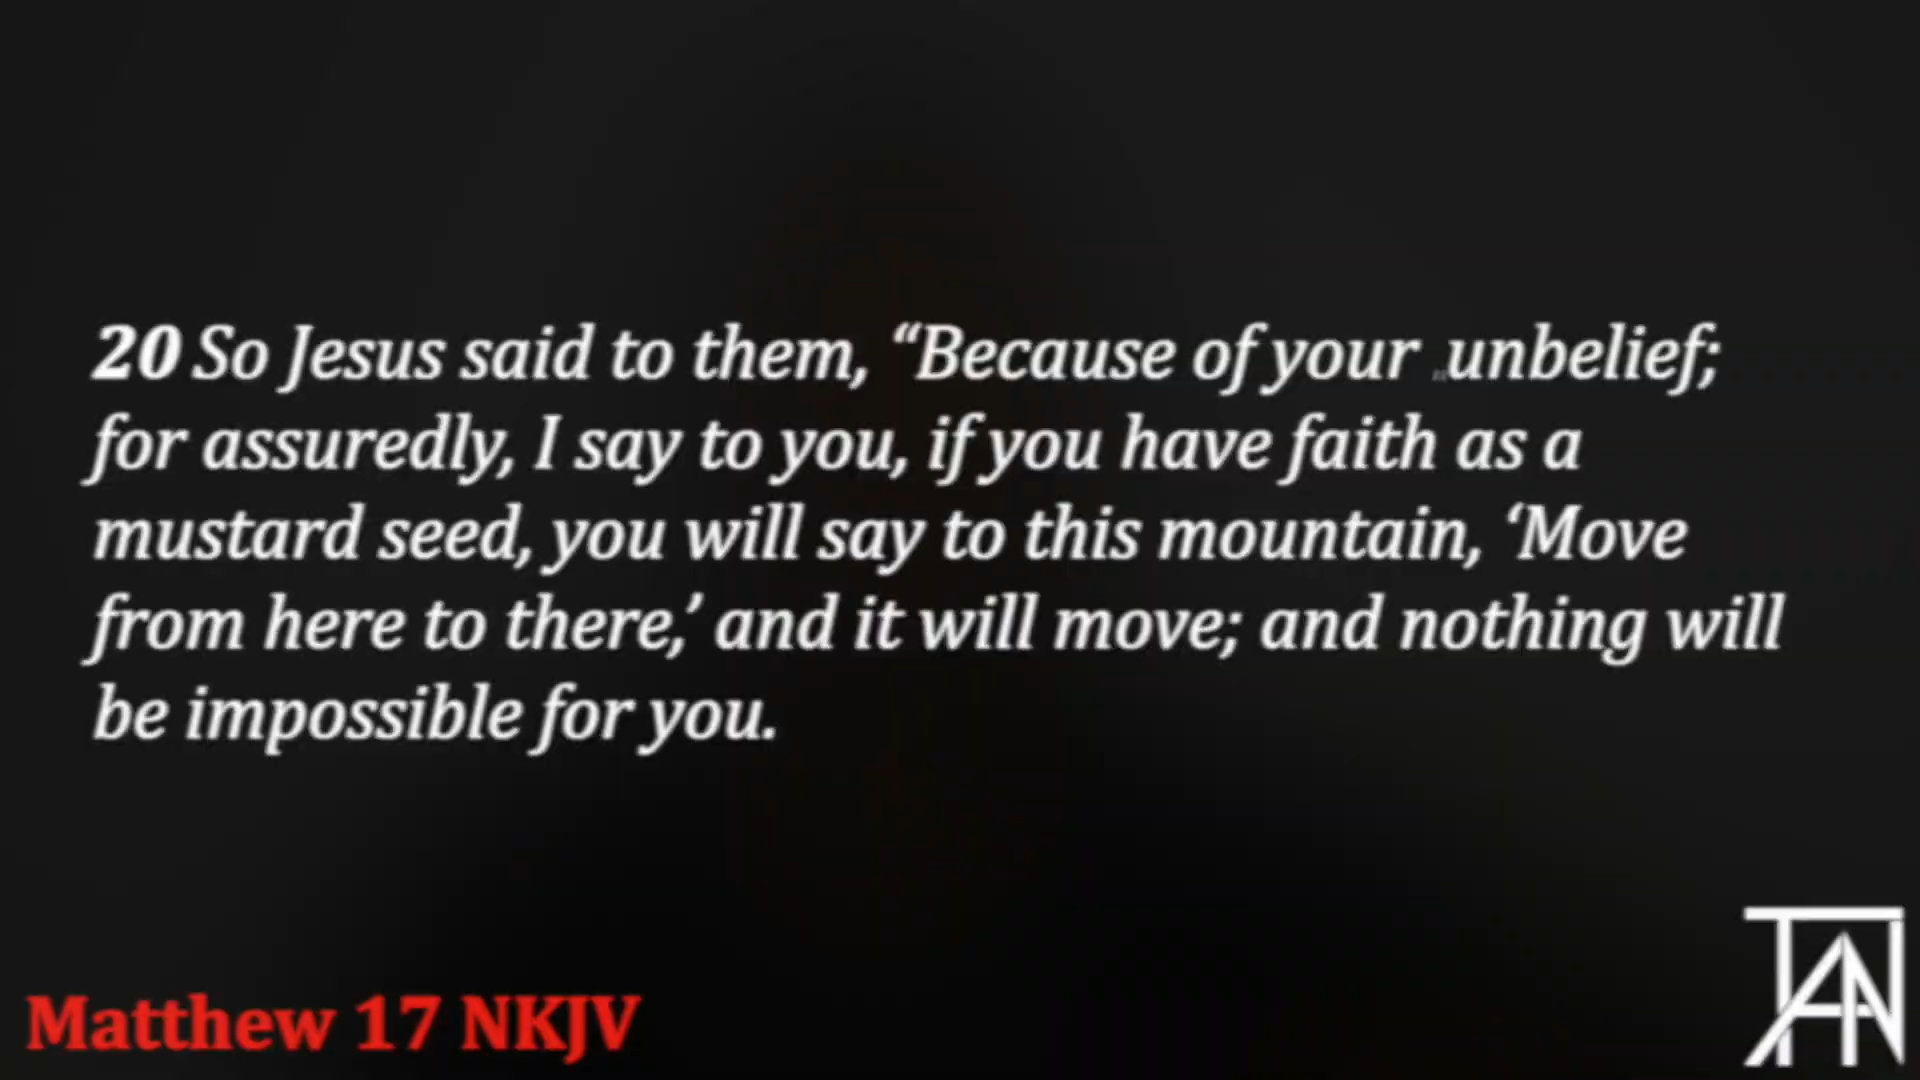 20 So Jesus said to them, “Because of your unbelief;
for assuredly, I say to you, if you have faith as a
mustard seed, you will say to this mountain, ‘Move
from here to there,’ and it will move; and nothing will
be impossible for you.
Matthew 17 NKJV
TAN